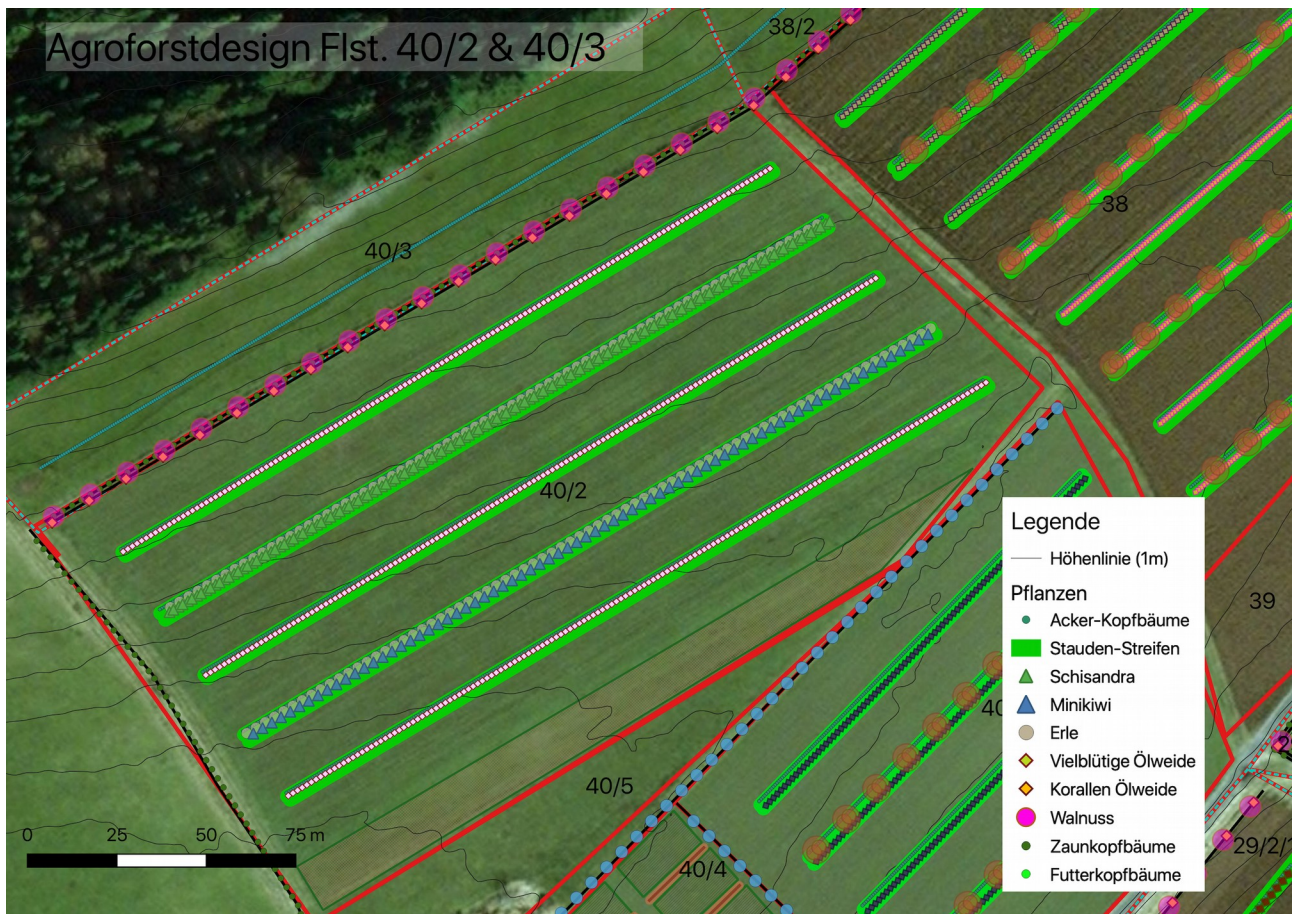 Agroforstdesign Flst. 40/2 & 40/3
38/2
38
40/3
40/2
39
40/5
40/4
29/2/
0 25 50 75 m
Legende
Höhenlinie (1m)
Pflanzen
Acker-Kopfbäume
Stauden-Streifen
Schisandra
Minikiwi
Erle
Vielblütige Ölweide
Korallen Ölweide
Walnuss
Zaunkopfbäume
Futterkopfbäume